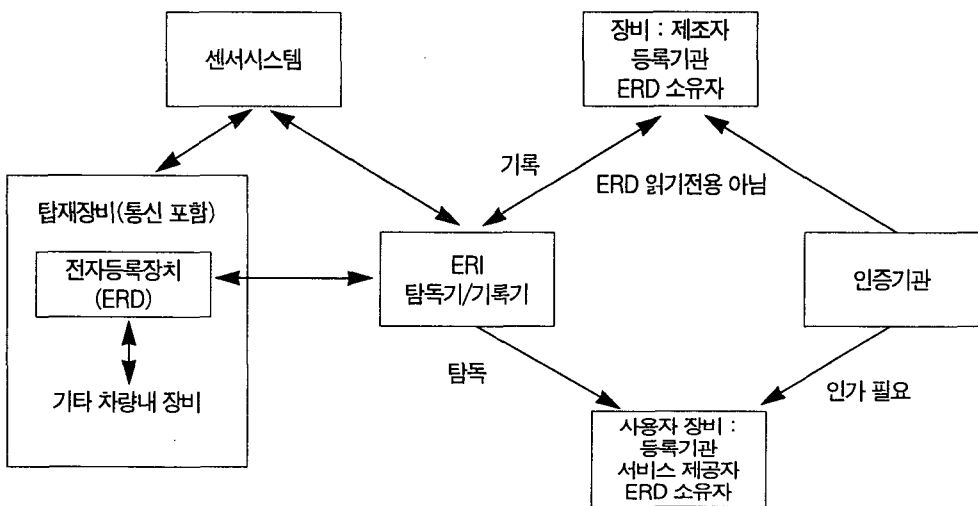 센서시스템
장비 : 제조자
등록기관
ERD 소유자
기록
ERD 읽기전용 아님
탑재장비(통신 포함)
전자등록장치
(ERD)
기타 차량내 장비
ERI
탐독기/기록기
인증기관
탐독
인가 필요
사용자 장비 :
등록기관
서비스 제공자
ERD 소유자